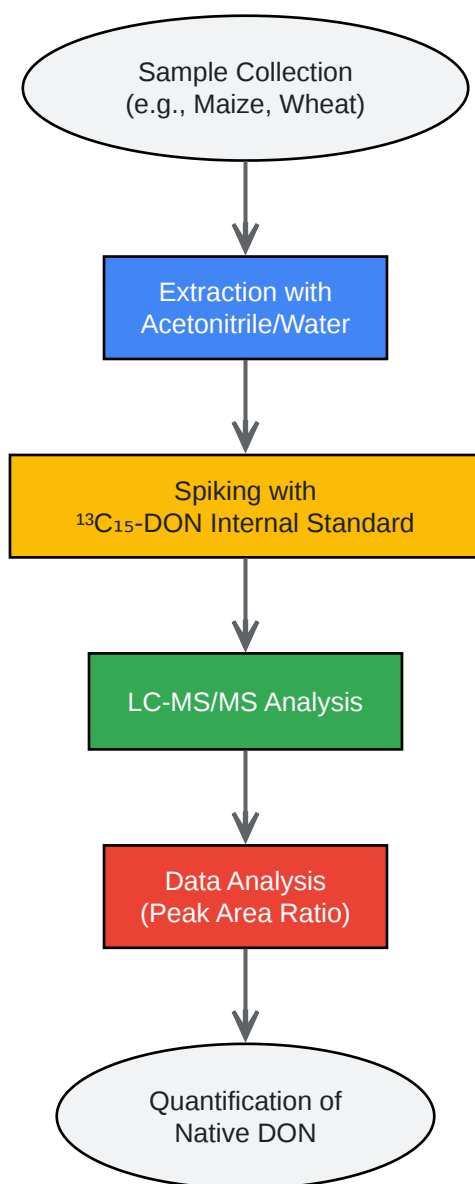 Sample Collection
(e.g., Maize, Wheat)
Extraction with
Acetonitrile/Water
Spiking with
¹³C₁₅-DON Internal Standard
LC-MS/MS Analysis
Data Analysis
(Peak Area Ratio)
Quantification of
Native DON